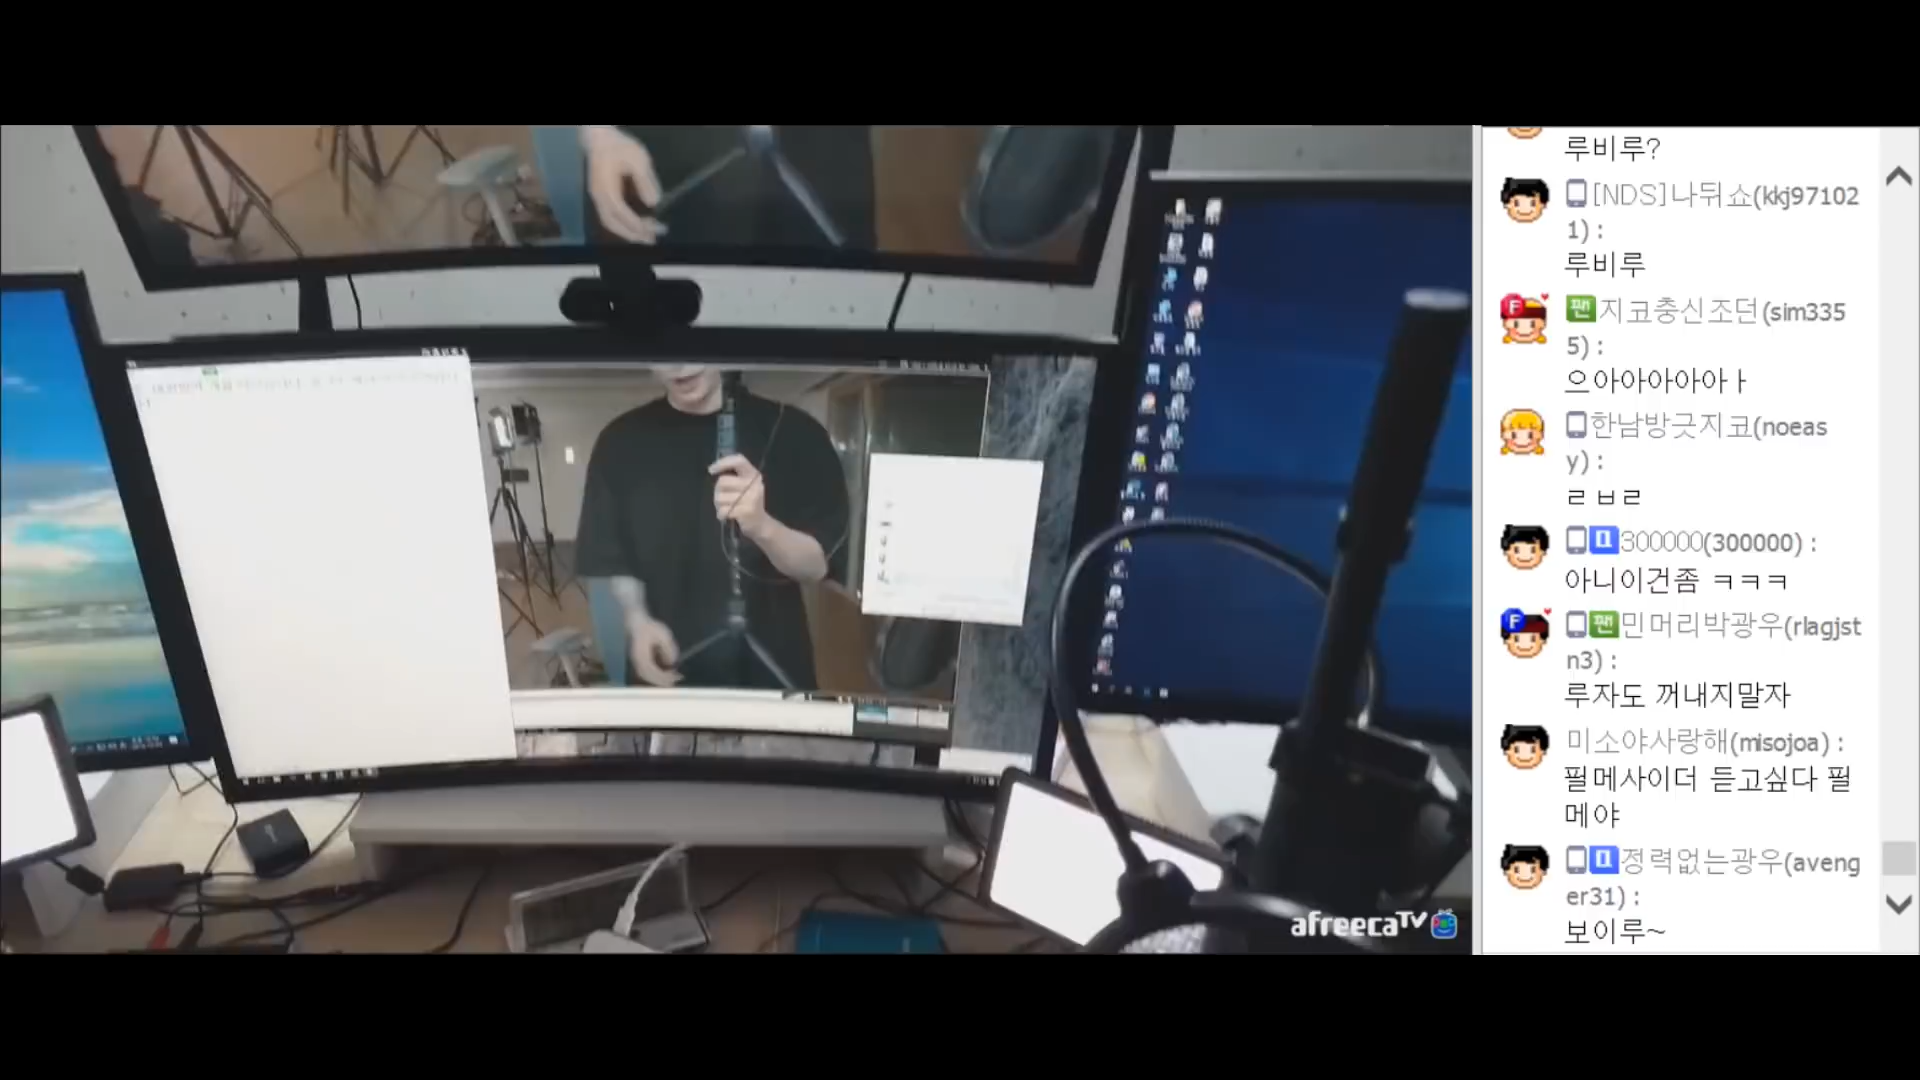 루비루?
[NDS]나뒤쇼(kkj97102
1) :
루비루
팬 지코충신조던(sim335
5) :
으아아아아아ㅏ
한남방긋지코(noeas
y) :
ㄹㅂㄹ
300000(300000) :
아니이건좀 ㅋㅋㅋ
팬 민머리박광우(rlagjst
n3) :
루자도 꺼내지말자
미소야사랑해(misojoa) :
펄메사이더 듣고싶다 펄
메야
정력없는광우(aveng
er31) :
보이루~
afreecaTV